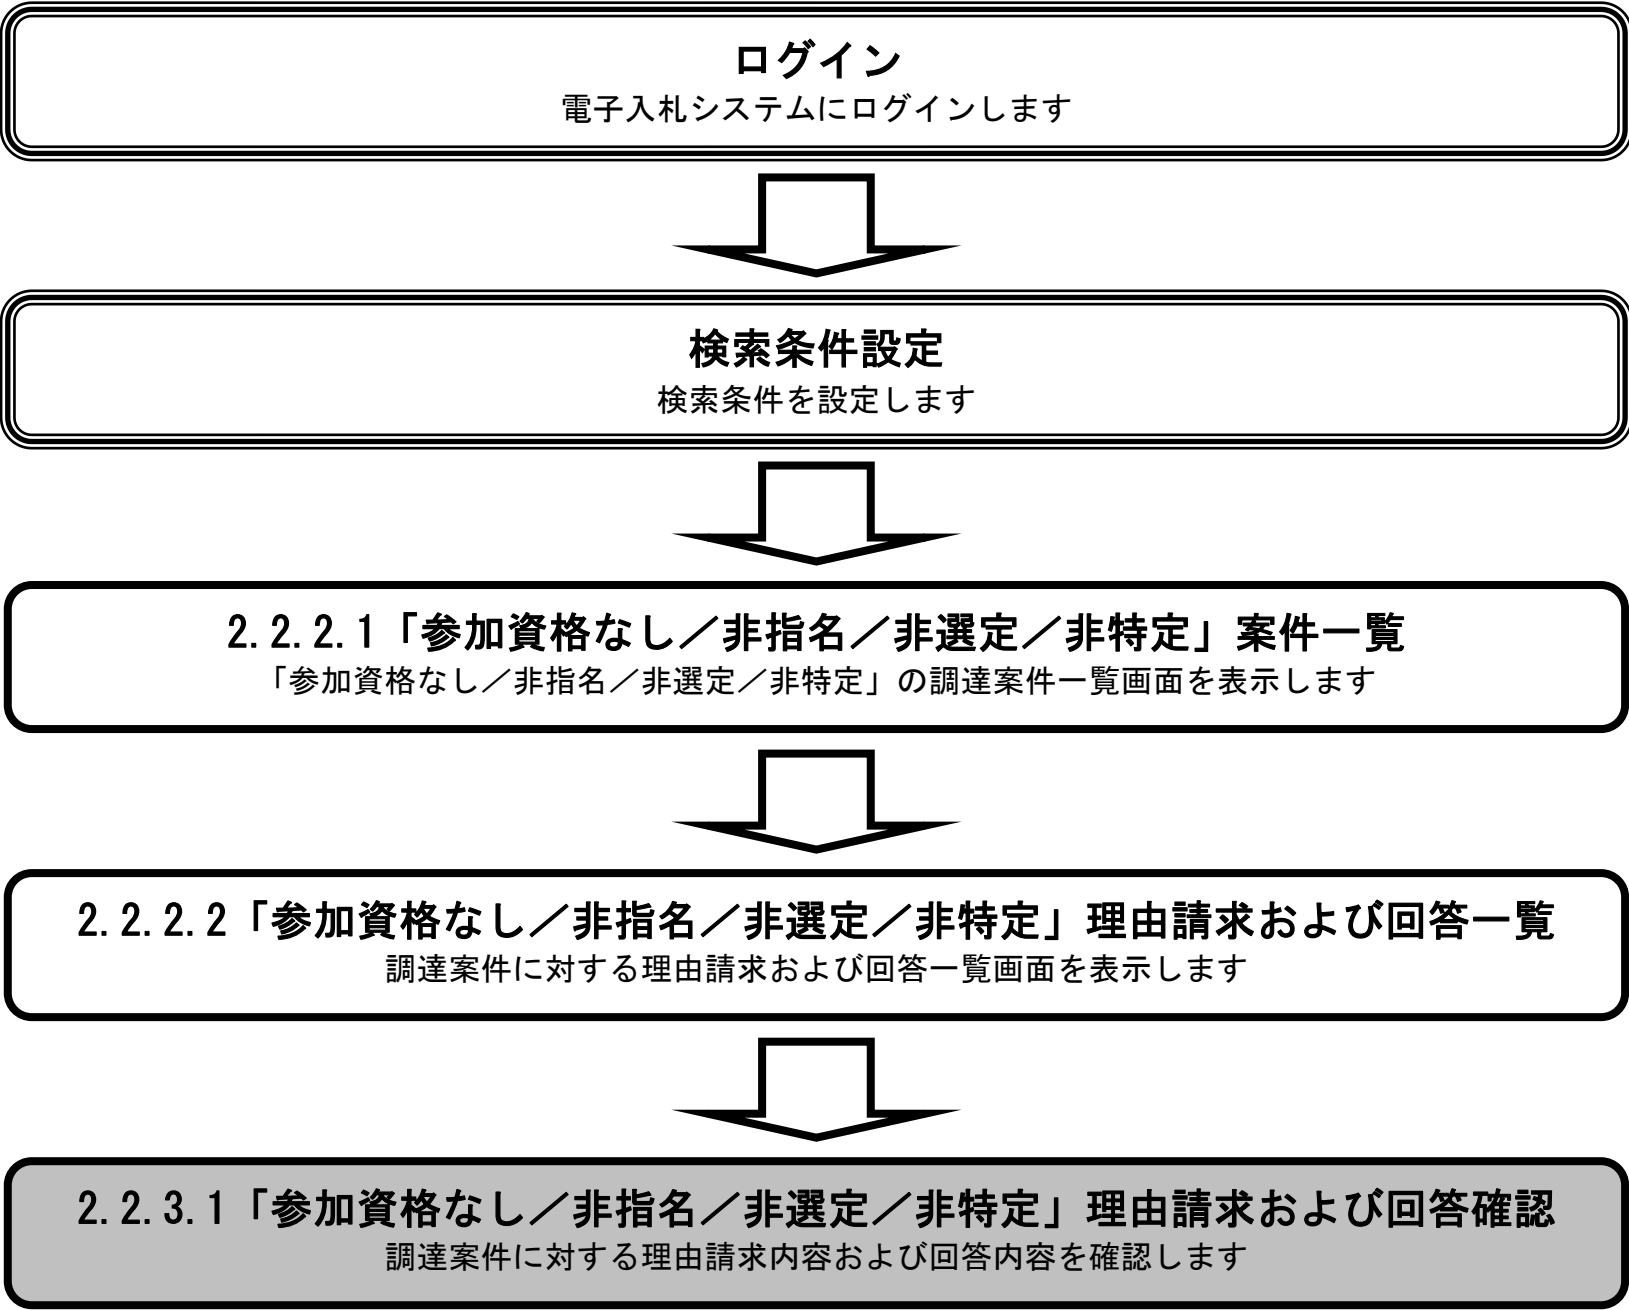 ログイン
電子入札システムにログインします
検索条件設定
検索条件を設定します
2.2.2.1「参加資格なし／非指名／非選定／非特定」案件一覧
「参加資格なし／非指名／非選定／非特定」の調達案件一覧画面を表示します
2.2.2.2「参加資格なし／非指名／非選定／非特定」理由請求および回答一覧
調達案件に対する理由請求および回答一覧画面を表示します
2.2.3.1「参加資格なし／非指名／非選定／非特定」理由請求および回答確認
調達案件に対する理由請求内容および回答内容を確認します